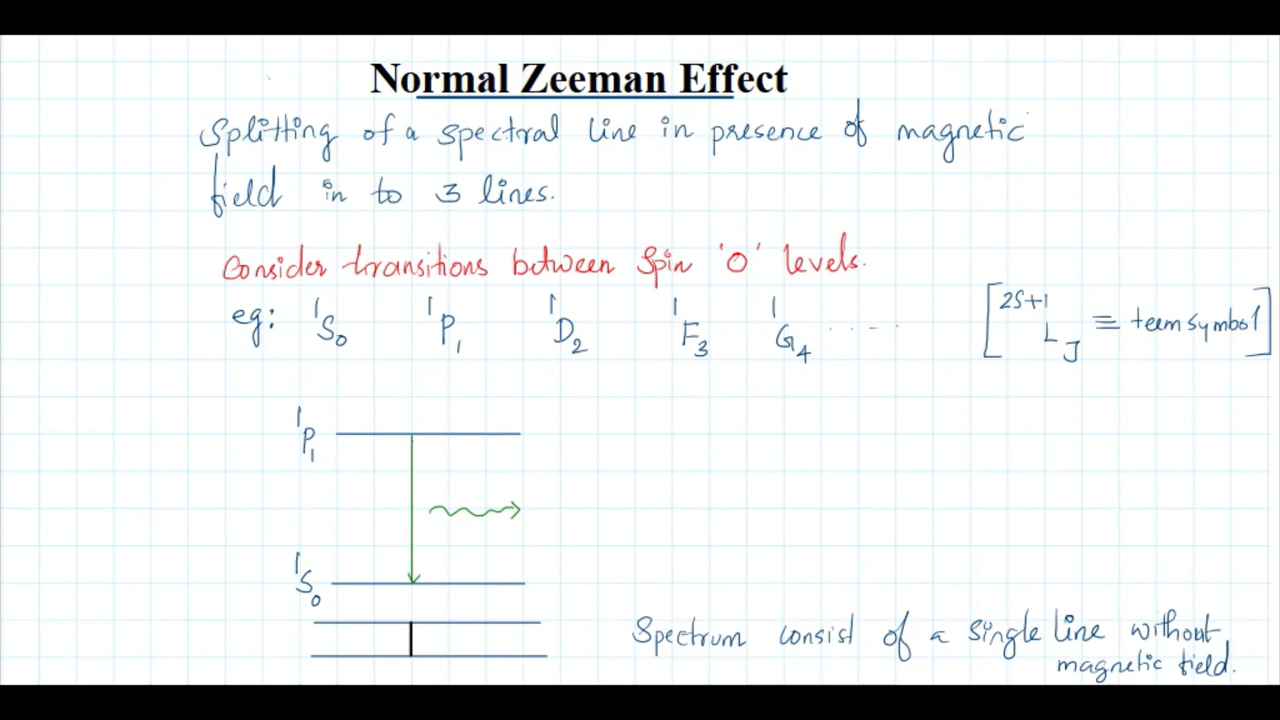 Normal Zeeman Effect
Splitting of a spectral line in presence of magnetic
field in to 3 lines.
Consider transitions between Spin 'O' levels.
eg: ¹S₀ ¹P₁ ¹D₂ ¹F₃ ¹G₄ ..... [²ˢ⁺¹L_J ≡ teem symbol]
¹P₁
¹S₀
Spectrum consist of a single line without
magnetic field.